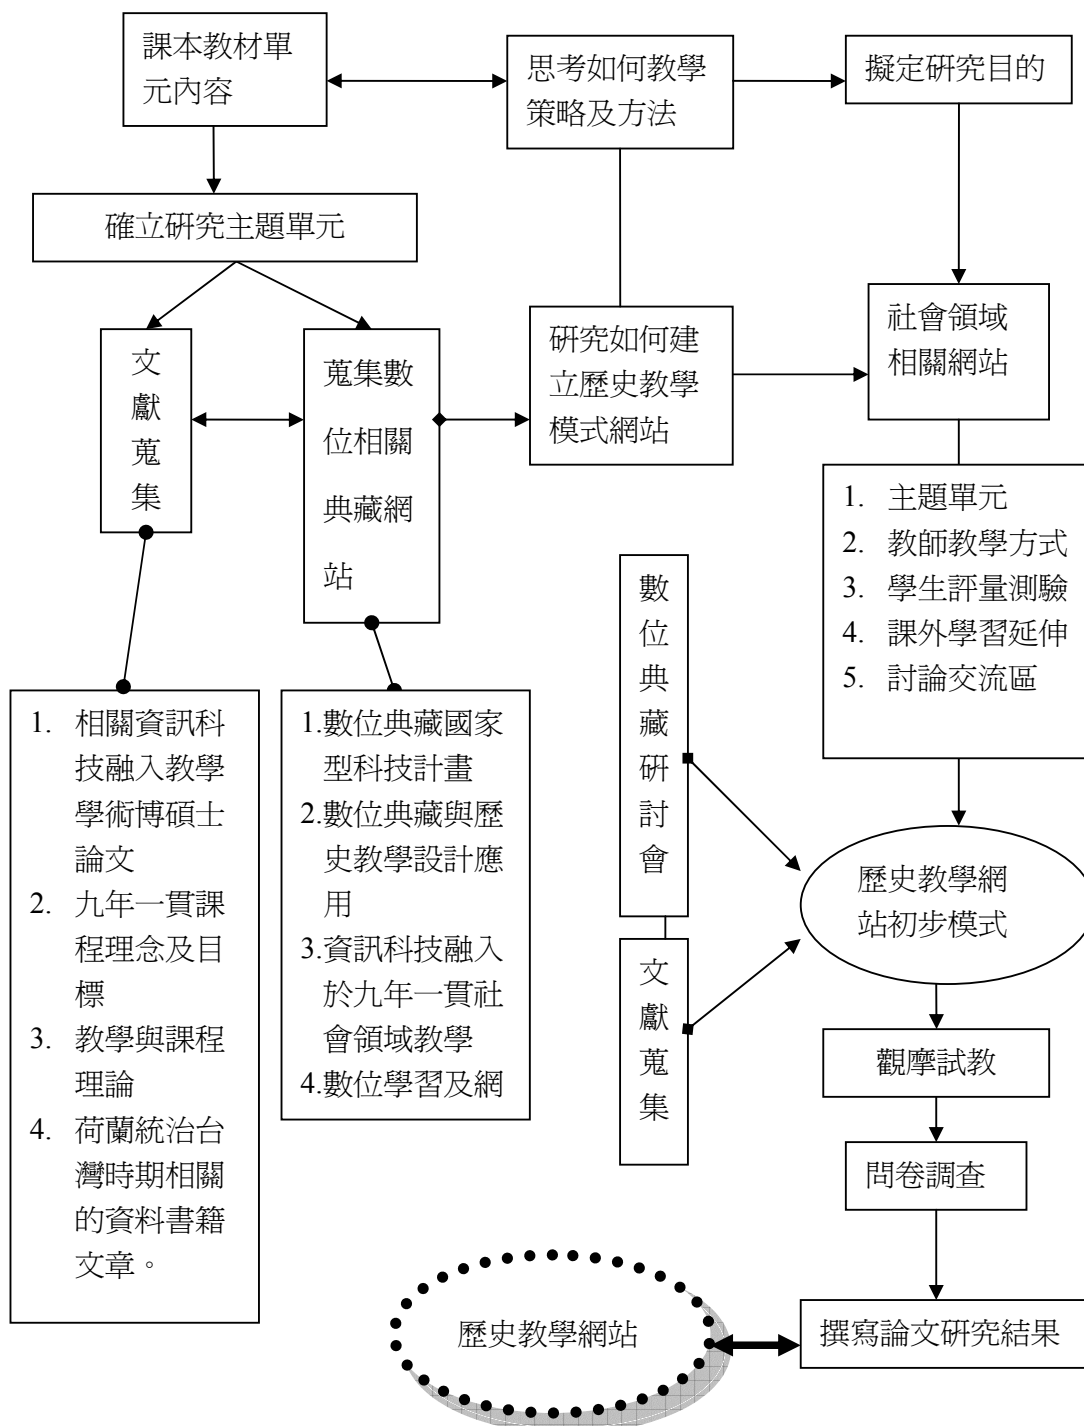 課本教材單
元內容
思考如何教學
策略及方法
擬定研究目的
確立研究主題單元
文
獻
蒐
集
蒐集數
位相關
典藏網
站
研究如何建
立歷史教學
模式網站
社會領域
相關網站
1. 主題單元
2. 教師教學方式
3. 學生評量測驗
4. 課外學習延伸
5. 討論交流區
數
位
典
藏
研
討
會
1. 相關資訊科
技融入教學
學術博碩士
論文
2. 九年一貫課
程理念及目
標
3. 教學與課程
理論
4. 荷蘭統治台
灣時期相關
的資料書籍
文章。
1.數位典藏國家
型科技計畫
2.數位典藏與歷
史教學設計應
用
3.資訊科技融入
於九年一貫社
會領域教學
4.數位學習及網
文
獻
蒐
集
歷史教學網
站初步模式
觀摩試教
問卷調查
撰寫論文研究結果
歷史教學網站